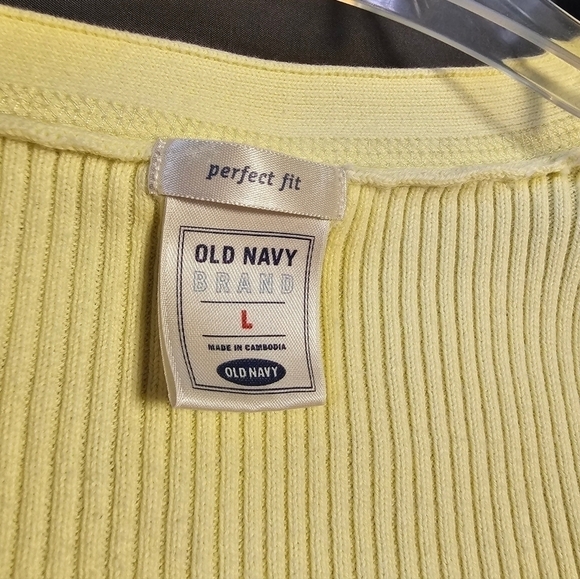 perfect fit
OLD NAVY
BRAND
L
MADE IN CAMBODIA
OLD NAVY